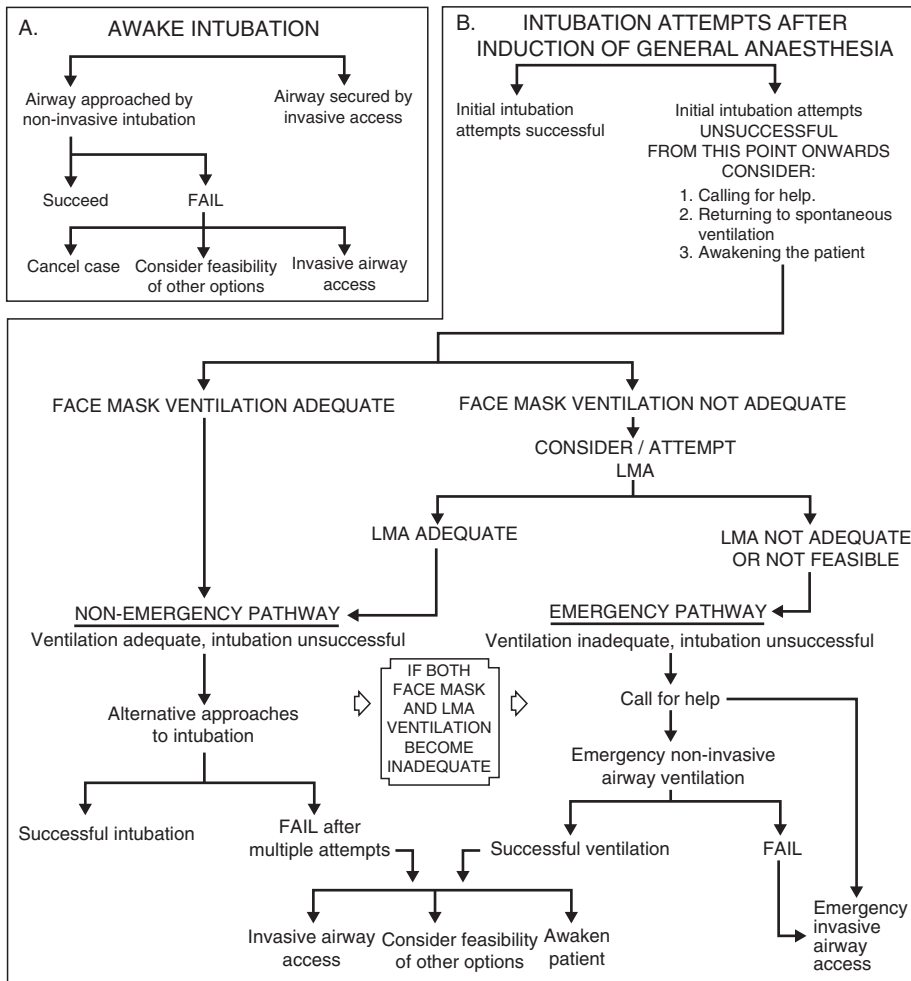 A. AWAKE INTUBATION
Airway approached by
non-invasive intubation
Airway secured by
invasive access
Succeed
FAIL
Cancel case
Consider feasibility
of other options
Invasive airway
access
B. INTUBATION ATTEMPTS AFTER
INDUCTION OF GENERAL ANAESTHESIA
Initial intubation
attempts successful
Initial intubation attempts
UNSUCCESSFUL
FROM THIS POINT ONWARDS
CONSIDER:
1. Calling for help.
2. Returning to spontaneous
ventilation
3. Awakening the patient
FACE MASK VENTILATION ADEQUATE
FACE MASK VENTILATION NOT ADEQUATE
CONSIDER / ATTEMPT
LMA
LMA ADEQUATE
LMA NOT ADEQUATE
OR NOT FEASIBLE
NON-EMERGENCY PATHWAY
Ventilation adequate, intubation unsuccessful
EMERGENCY PATHWAY
Ventilation inadequate, intubation unsuccessful
IF BOTH
FACE MASK
AND LMA
VENTILATION
BECOME
INADEQUATE
Alternative approaches
to intubation
Call for help
Emergency non-invasive
airway ventilation
Successful intubation
FAIL after
multiple attempts
Successful ventilation
FAIL
Invasive airway
access
Consider feasibility
of other options
Awaken
patient
Emergency
invasive
airway
access